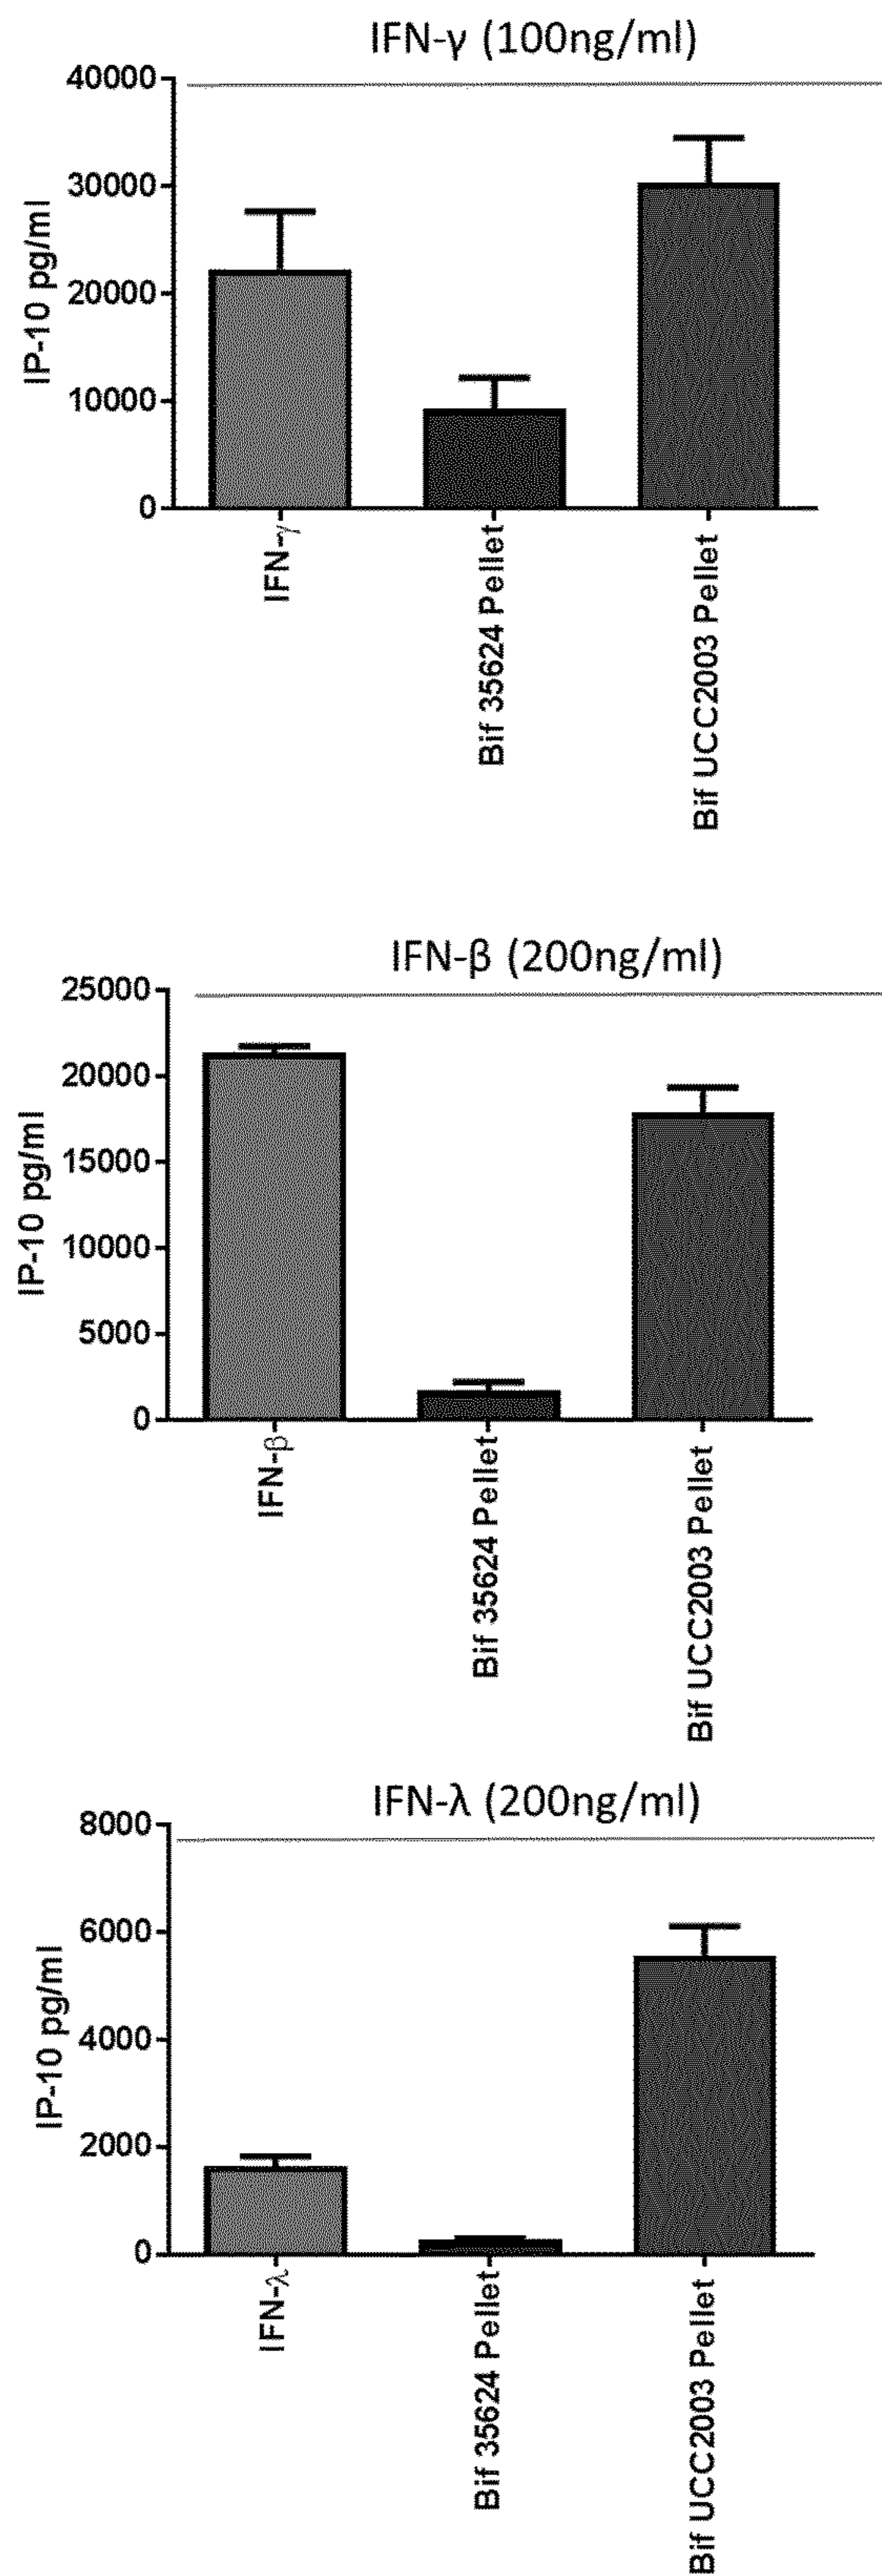 IFN-γ (100ng/ml)
IP-10 pg/ml
40000
30000
20000
10000
0
IFN-γ
Bif 35624 Pellet
Bif UCC2003 Pellet
IFN-β (200ng/ml)
IP-10 pg/ml
25000
20000
15000
10000
5000
0
IFN-β
Bif 35624 Pellet
Bif UCC2003 Pellet
IFN-λ (200ng/ml)
IP-10 pg/ml
8000
6000
4000
2000
0
IFN-λ
Bif 35624 Pellet
Bif UCC2003 Pellet